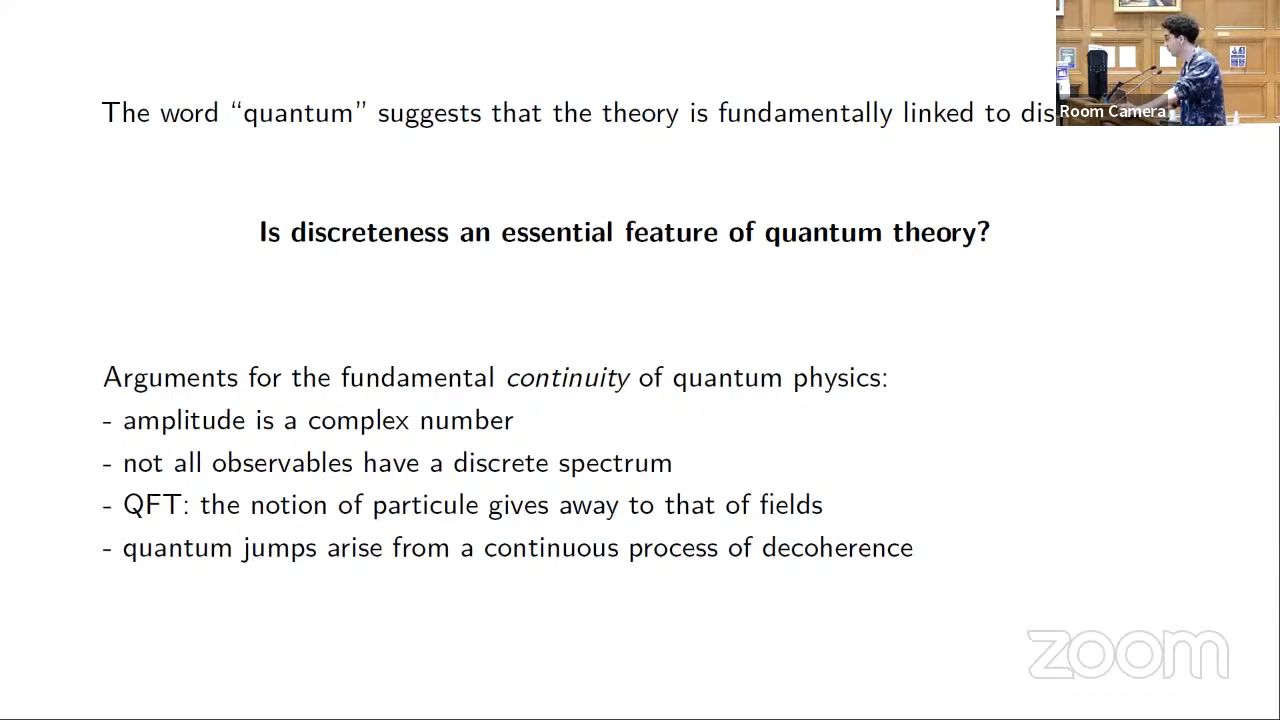 The word “quantum” suggests that the theory is fundamentally linked to
Room Camera
Is discreteness an essential feature of quantum theory?
Arguments for the fundamental continuity of quantum physics:
- amplitude is a complex number
- not all observables have a discrete spectrum
- QFT: the notion of particule gives away to that of fields
- quantum jumps arise from a continuous process of decoherence
zoom